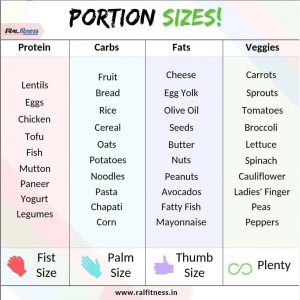 PORTION SIZES!
RALFitness
Protein
Lentils
Eggs
Chicken
Tofu
Fish
Mutton
Paneer
Yogurt
Legumes
Fist
Size
Carbs
Fruit
Bread
Rice
Cereal
Oats
Potatoes
Noodles
Pasta
Chapati
Corn
Palm
Size
Fats
Cheese
Egg Yolk
Olive Oil
Seeds
Butter
Nuts
Peanuts
Avocados
Fatty Fish
Mayonnaise
Thumb
Size
Veggies
Carrots
Sprouts
Tomatoes
Broccoli
Lettuce
Spinach
Cauliflower
Ladies' Finger
Peas
Peppers
Plenty
www.ralfitness.in